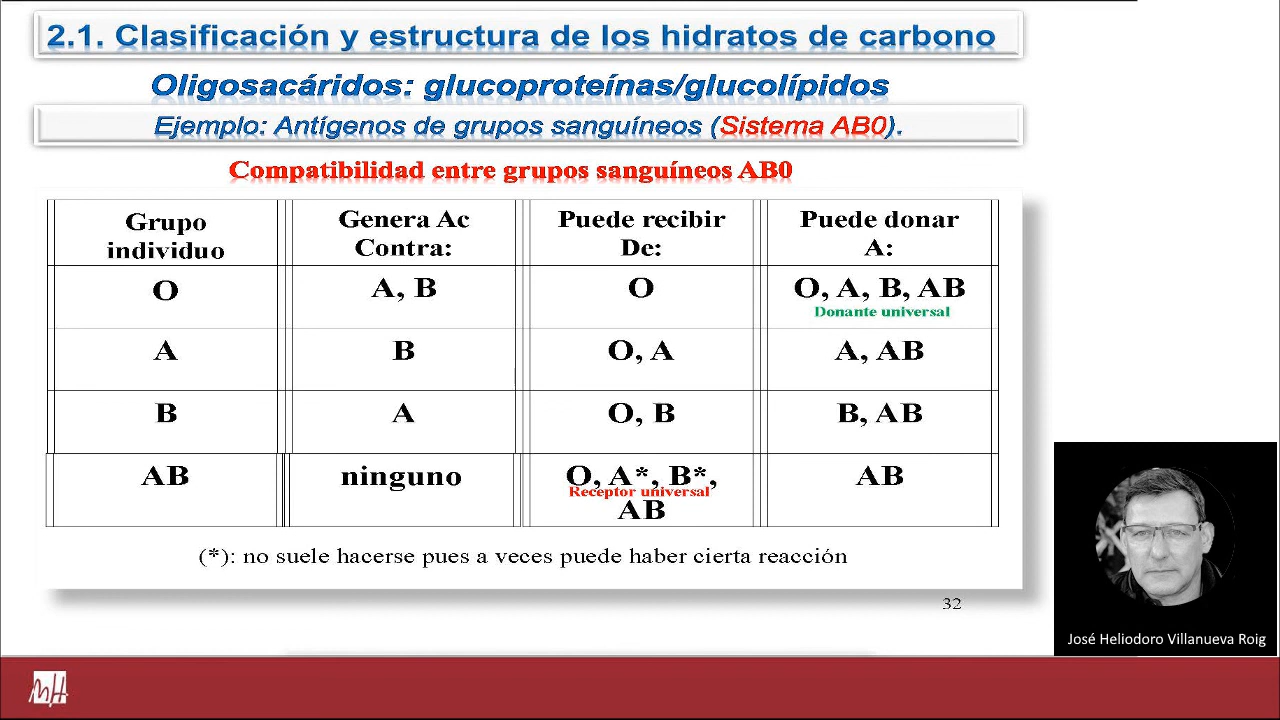 2.1. Clasificación y estructura de los hidratos de carbono
Oligosacáridos: glucoproteínas/glucolípidos
Ejemplo: Antígenos de grupos sanguíneos (Sistema AB0).
Compatibilidad entre grupos sanguíneos AB0
Grupo individuo | Genera Ac Contra: | Puede recibir De: | Puede donar A:
O | A, B | O | O, A, B, AB
Donante universal
A | B | O, A | A, AB
B | A | O, B | B, AB
AB | ninguno | O, A*, B*, AB | AB
Receptor universal
(*): no suele hacerse pues a veces puede haber cierta reacción
32
José Heliodoro Villanueva Roig
MH